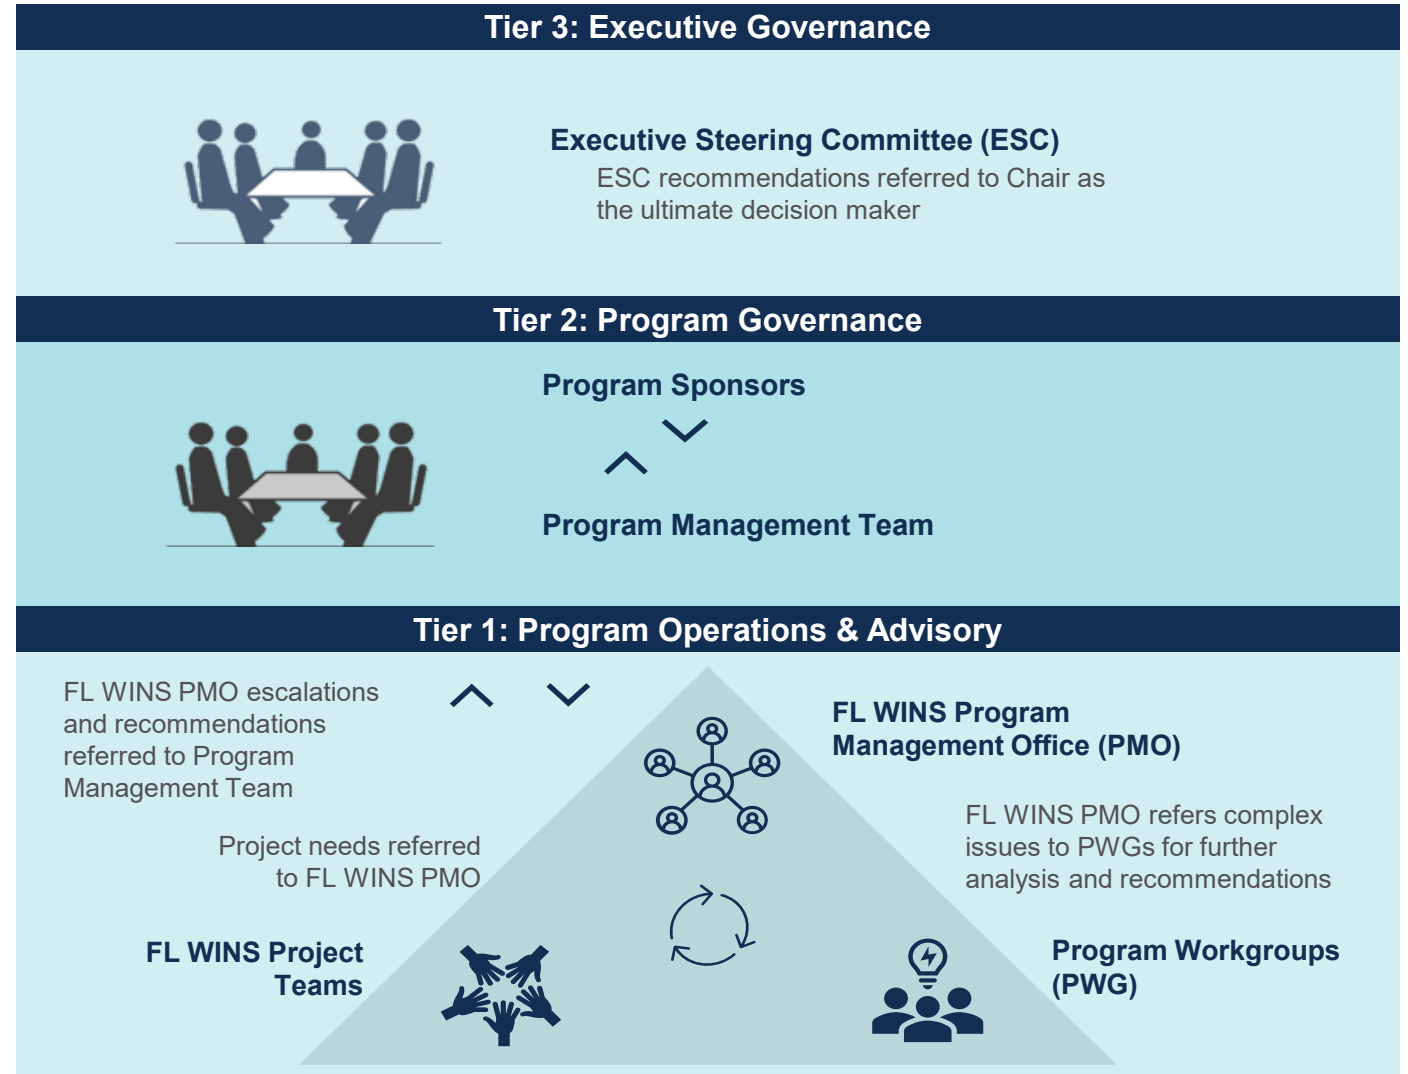 Tier 3: Executive Governance
Executive Steering Committee (ESC)
ESC recommendations referred to Chair as
the ultimate decision maker
Tier 2: Program Governance
Program Sponsors
Program Management Team
Tier 1: Program Operations & Advisory
FL WINS PMO escalations
and recommendations
referred to Program
Management Team
FL WINS Program
Management Office (PMO)
Project needs referred
to FL WINS PMO
FL WINS PMO refers complex
issues to PWGs for further
analysis and recommendations
FL WINS Project
Teams
Program Workgroups
(PWG)